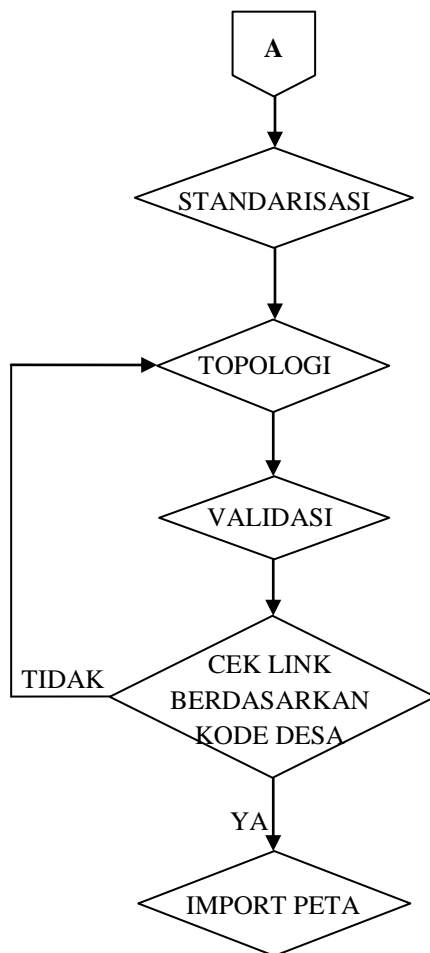 A
STANDARISASI
TOPOLOGI
VALIDASI
CEK LINK
BERDASARKAN
KODE DESA
TIDAK
YA
IMPORT PETA